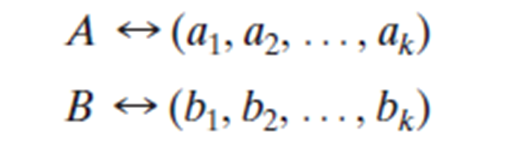 A ↔ (a₁, a₂, . . . , aₖ)
B ↔ (b₁, b₂, . . . , bₖ)